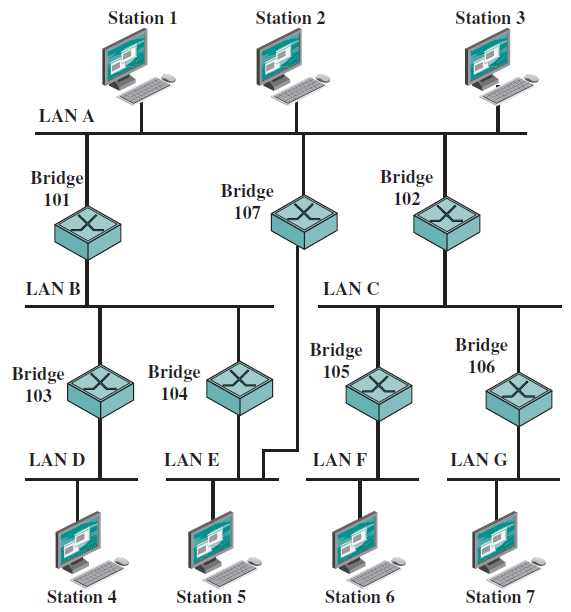 Station 1
Station 2
Station 3
LAN A
Bridge
101
Bridge
107
Bridge
102
LAN B
LAN C
Bridge
103
Bridge
104
Bridge
105
Bridge
106
LAN D
LAN E
LAN F
LAN G
Station 4
Station 5
Station 6
Station 7